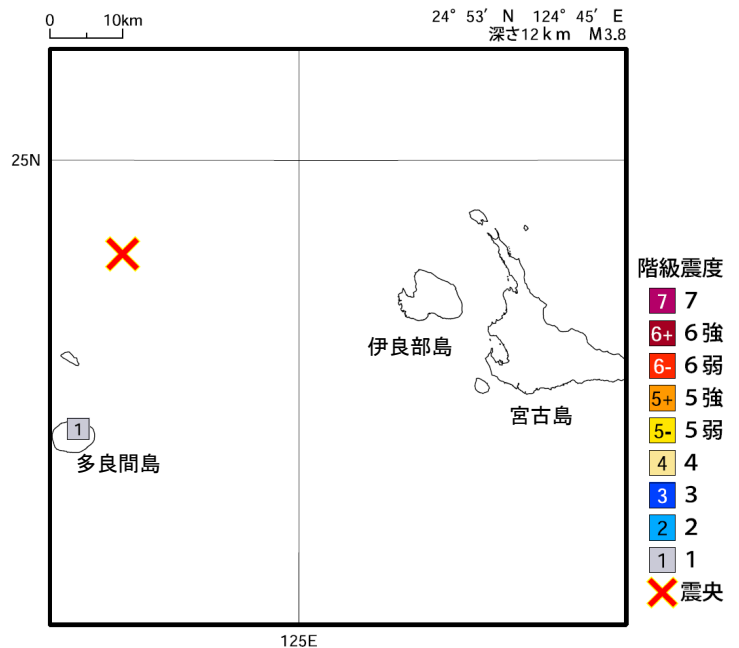 0 10km
24° 53′ N 124° 45′ E
深さ12ｋｍ M3.8
25N
伊良部島
宮古島
1
多良間島
125E
階級震度
7 7
6+ 6強
6- 6弱
5+ 5強
5- 5弱
4 4
3 3
2 2
1 1
震央